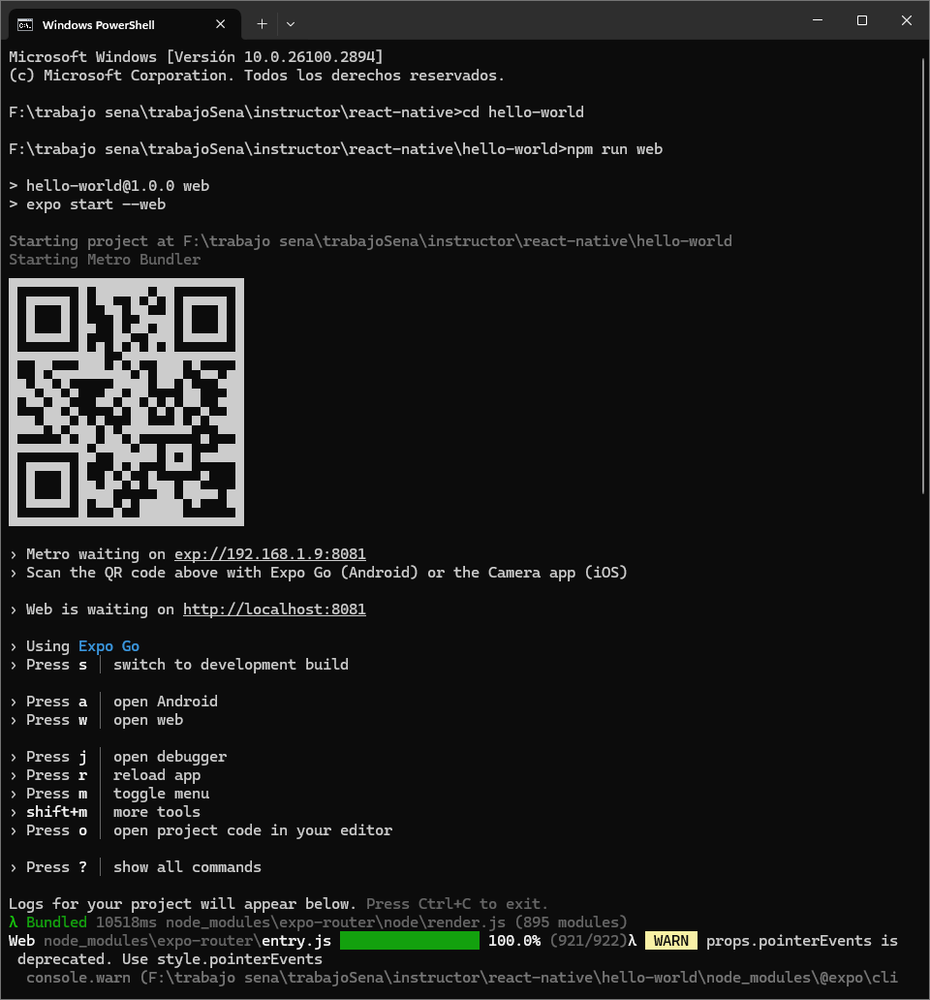 Windows PowerShell
Microsoft Windows [Versión 10.0.26100.2894]
(c) Microsoft Corporation. Todos los derechos reservados.
F:\trabajo sena\trabajoSena\instructor\react-native>cd hello-world
F:\trabajo sena\trabajoSena\instructor\react-native\hello-world>npm run web
> hello-world@1.0.0 web
> expo start --web
Starting project at F:\trabajo sena\trabajoSena\instructor\react-native\hello-world
Starting Metro Bundler
› Metro waiting on exp://192.168.1.9:8081
› Scan the QR code above with Expo Go (Android) or the Camera app (iOS)
› Web is waiting on http://localhost:8081
› Using Expo Go
› Press s │ switch to development build
› Press a │ open Android
› Press w │ open web
› Press j │ open debugger
› Press r │ reload app
› Press m │ toggle menu
› shift+m │ more tools
› Press o │ open project code in your editor
› Press ? │ show all commands
Logs for your project will appear below. Press Ctrl+C to exit.
λ Bundled 10518ms node_modules\expo-router\node\render.js (895 modules)
Web node_modules\expo-router\entry.js 100.0% (921/922)λ WARN props.pointerEvents is
deprecated. Use style.pointerEvents
console.warn (F:\trabajo sena\trabajoSena\instructor\react-native\hello-world\node_modules\@expo\cli